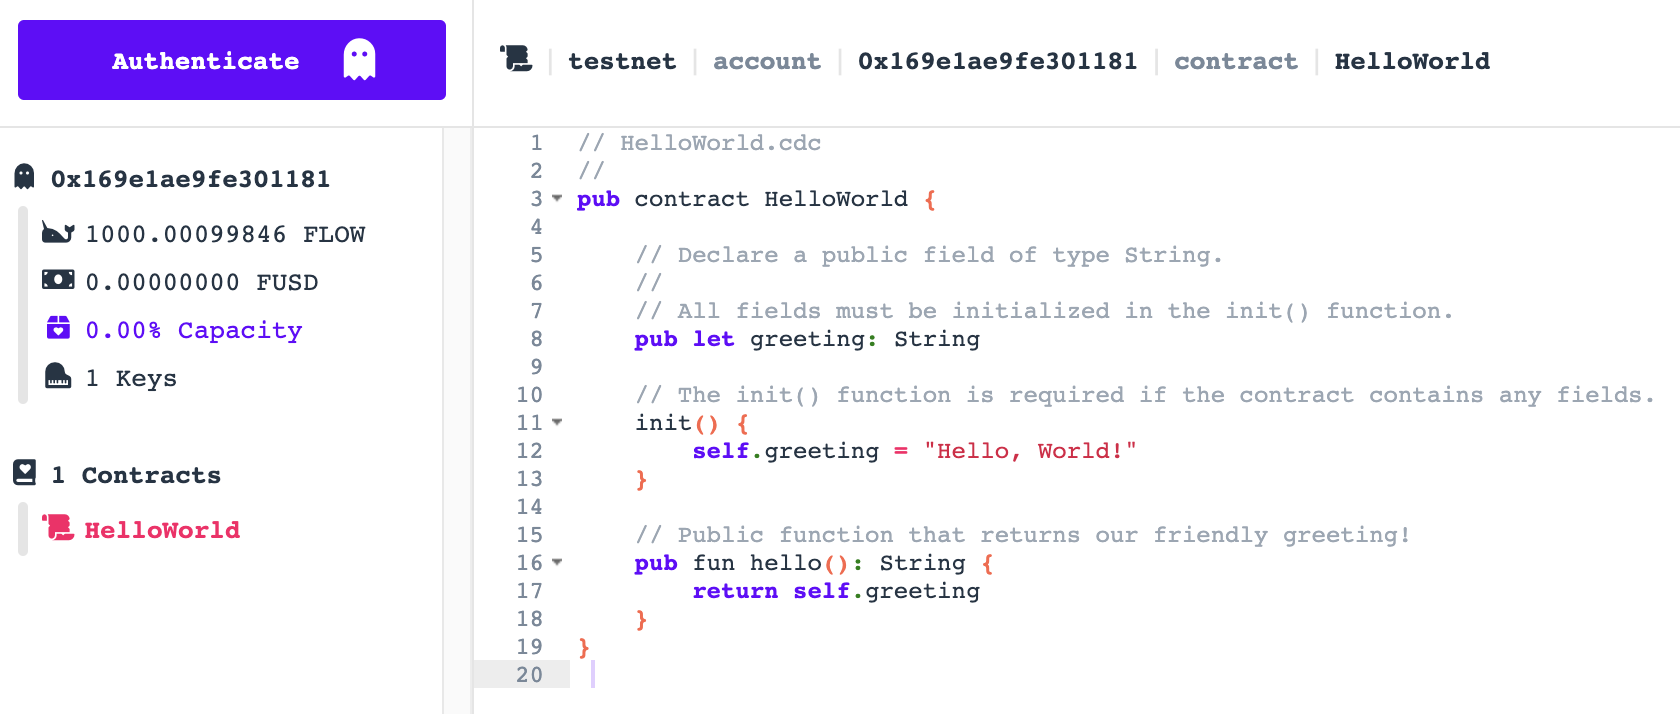 Authenticate
testnet | account | 0x169e1ae9fe301181 | contract | HelloWorld
0x169e1ae9fe301181
1000.00099846 FLOW
0.00000000 FUSD
0.00% Capacity
1 Keys
1 Contracts
HelloWorld
1 // HelloWorld.cdc
2 //
3 pub contract HelloWorld {
4
5     // Declare a public field of type String.
6     //
7     // All fields must be initialized in the init() function.
8     pub let greeting: String
9
10     // The init() function is required if the contract contains any fields.
11     init() {
12         self.greeting = "Hello, World!"
13     }
14
15     // Public function that returns our friendly greeting!
16     pub fun hello(): String {
17         return self.greeting
18     }
19 }
20